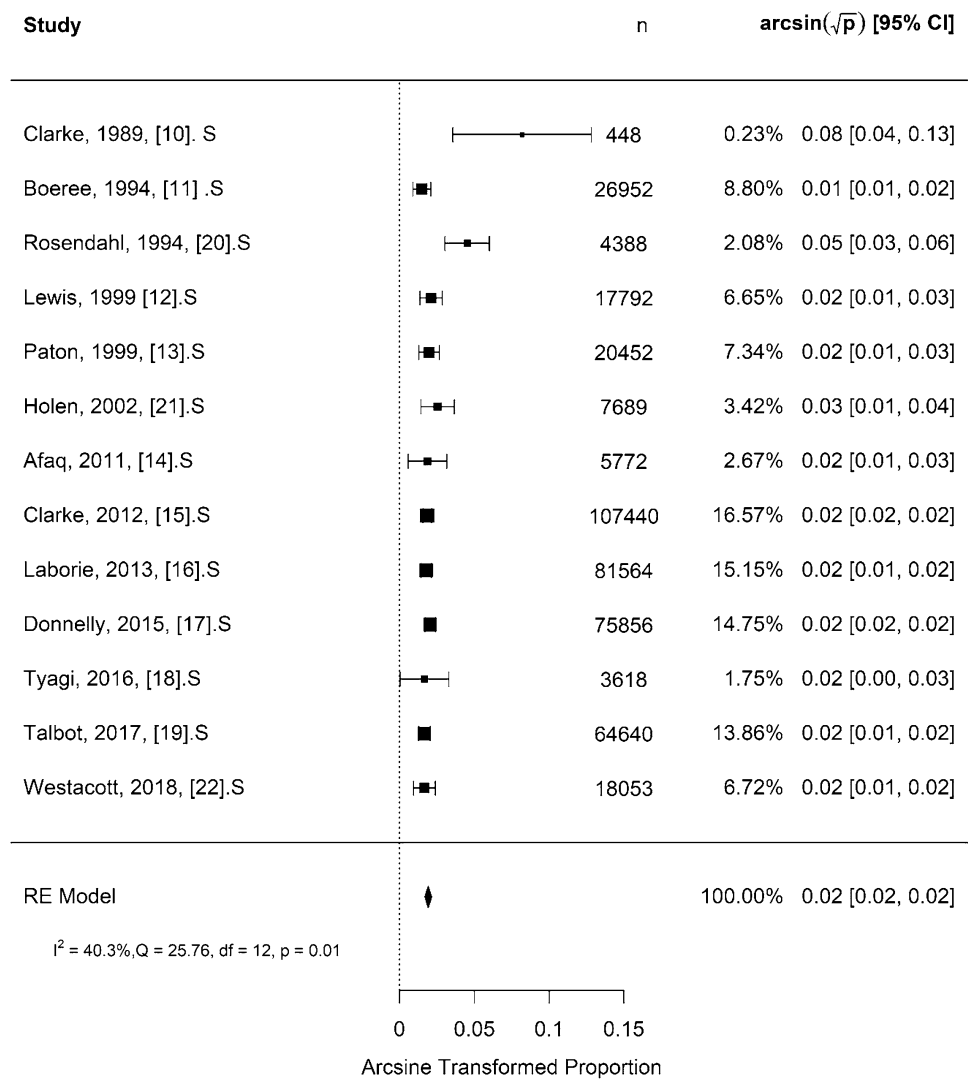 Study n arcsin(√p) [95% CI]
Clarke, 1989, [10]. S 448 0.23% 0.08 [0.04, 0.13]
Boeree, 1994, [11] .S 26952 8.80% 0.01 [0.01, 0.02]
Rosendahl, 1994, [20].S 4388 2.08% 0.05 [0.03, 0.06]
Lewis, 1999 [12].S 17792 6.65% 0.02 [0.01, 0.03]
Paton, 1999, [13].S 20452 7.34% 0.02 [0.01, 0.03]
Holen, 2002, [21].S 7689 3.42% 0.03 [0.01, 0.04]
Afaq, 2011, [14].S 5772 2.67% 0.02 [0.01, 0.03]
Clarke, 2012, [15].S 107440 16.57% 0.02 [0.02, 0.02]
Laborie, 2013, [16].S 81564 15.15% 0.02 [0.01, 0.02]
Donnelly, 2015, [17].S 75856 14.75% 0.02 [0.02, 0.02]
Tyagi, 2016, [18].S 3618 1.75% 0.02 [0.00, 0.03]
Talbot, 2017, [19].S 64640 13.86% 0.02 [0.01, 0.02]
Westacott, 2018, [22].S 18053 6.72% 0.02 [0.01, 0.02]
RE Model 100.00% 0.02 [0.02, 0.02]
I² = 40.3%,Q = 25.76, df = 12, p = 0.01
0 0.05 0.1 0.15
Arcsine Transformed Proportion